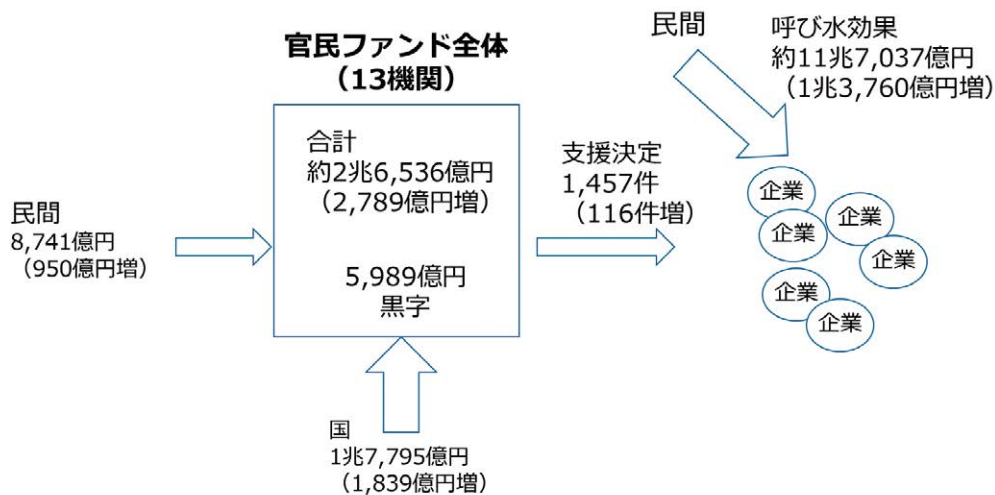 官民ファンド全体
（13機関）
合計
約2兆6,536億円
（2,789億円増）
5,989億円
黒字
民間
8,741億円
（950億円増）
国
1兆7,795億円
（1,839億円増）
支援決定
1,457件
（116件増）
民間
呼び水効果
約11兆7,037億円
（1兆3,760億円増）
企業
企業
企業
企業
企業
企業